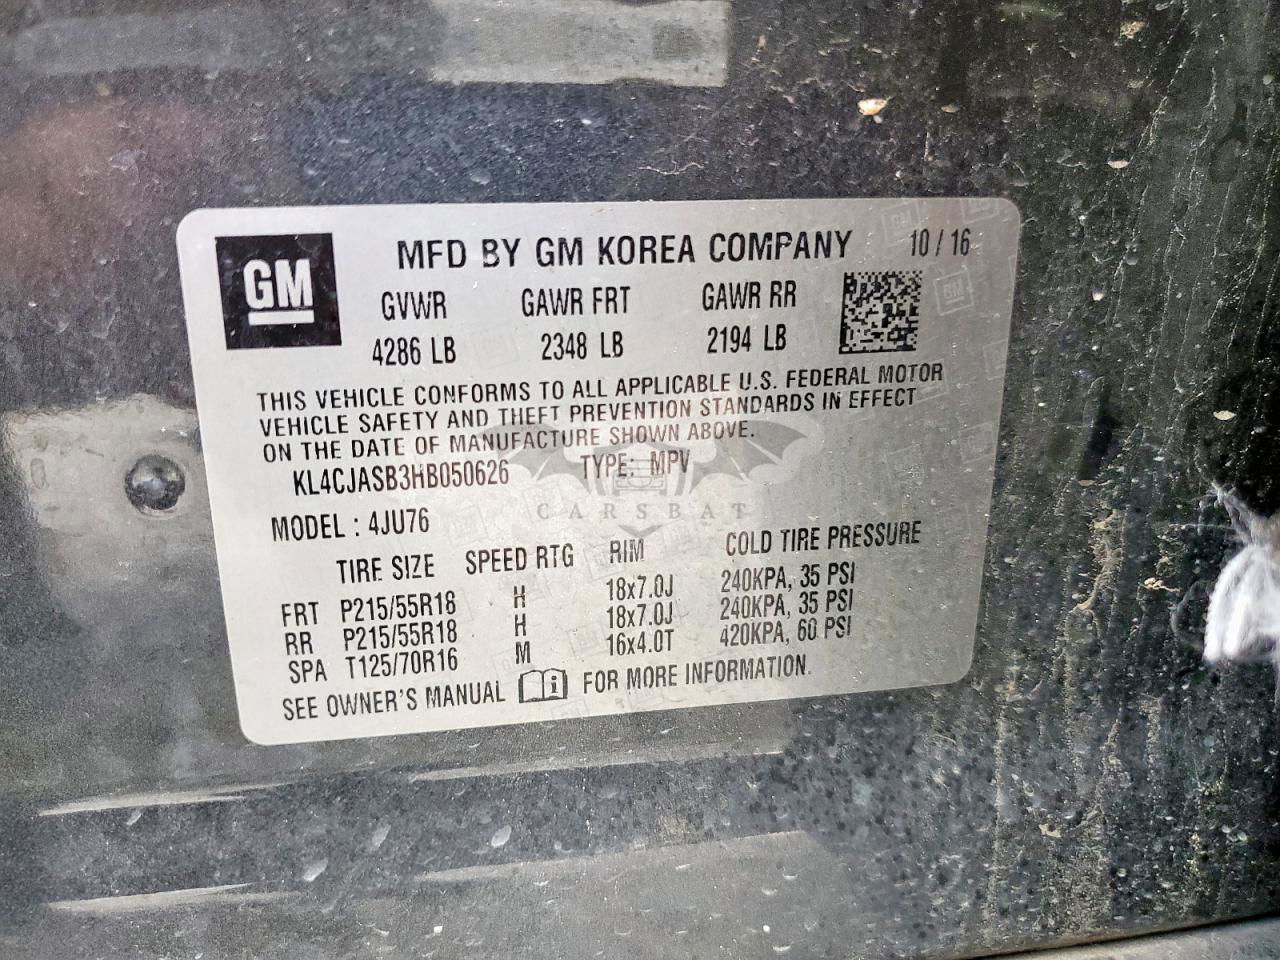 GM
MFD BY GM KOREA COMPANY 10 / 16
GVWR GAWR FRT GAWR RR
4286 LB 2348 LB 2194 LB
THIS VEHICLE CONFORMS TO ALL APPLICABLE U.S. FEDERAL MOTOR
VEHICLE SAFETY AND THEFT PREVENTION STANDARDS IN EFFECT
ON THE DATE OF MANUFACTURE SHOWN ABOVE.
KL4CJASB3HB050626 TYPE: MPV
CARSBAT
MODEL : 4JU76
TIRE SIZE SPEED RTG RIM COLD TIRE PRESSURE
FRT P215/55R18 H 18x7.0J 240KPA, 35 PSI
RR P215/55R18 H 18x7.0J 240KPA, 35 PSI
SPA T125/70R16 M 16x4.0T 420KPA, 60 PSI
SEE OWNER'S MANUAL i FOR MORE INFORMATION.